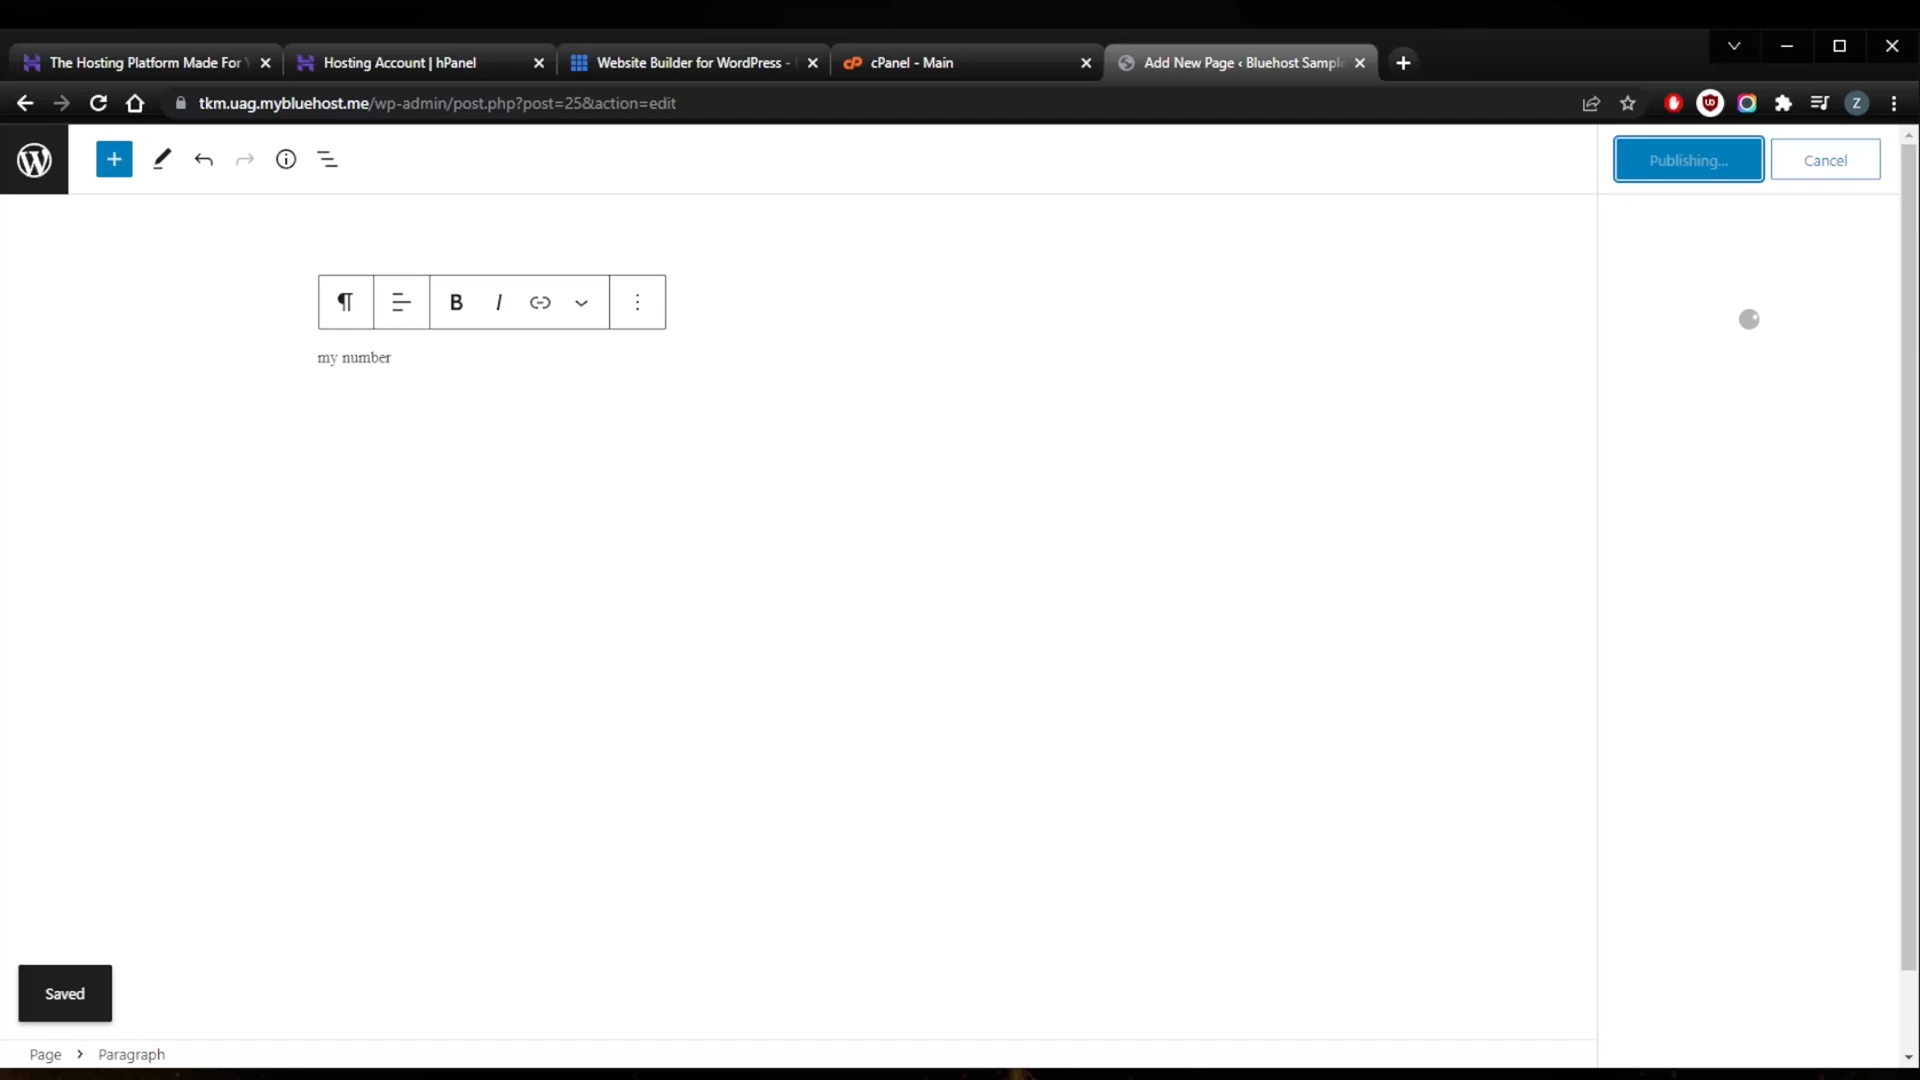 The Hosting Platform Made For
Hosting Account | hPanel
Website Builder for WordPress -
cPanel - Main
Add New Page ‹ Bluehost Sampl
tkm.uag.mybluehost.me/wp-admin/post.php?post=25&action=edit
Z
Publishing...
Cancel
B I
my number
Saved
Page > Paragraph